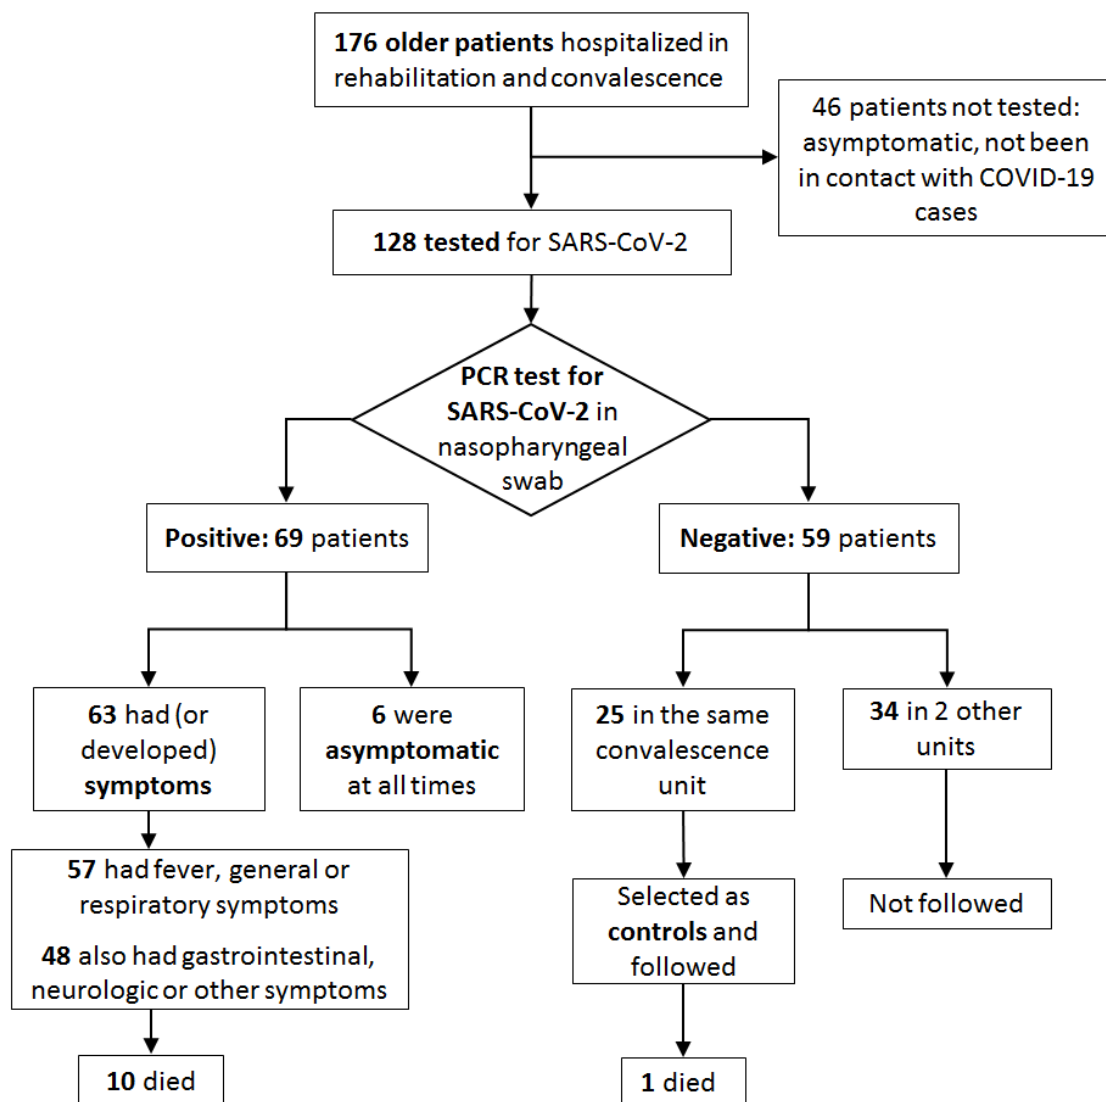 176 older patients hospitalized in
rehabilitation and convalescence
46 patients not tested:
asymptomatic, not been
in contact with COVID-19
cases
128 tested for SARS-CoV-2
PCR test for
SARS-CoV-2 in
nasopharyngeal
swab
Positive: 69 patients
Negative: 59 patients
63 had (or
developed)
symptoms
6 were
asymptomatic
at all times
25 in the same
convalescence
unit
34 in 2 other
units
57 had fever, general or
respiratory symptoms
48 also had gastrointestinal,
neurologic or other symptoms
Selected as
controls and
followed
Not followed
10 died
1 died